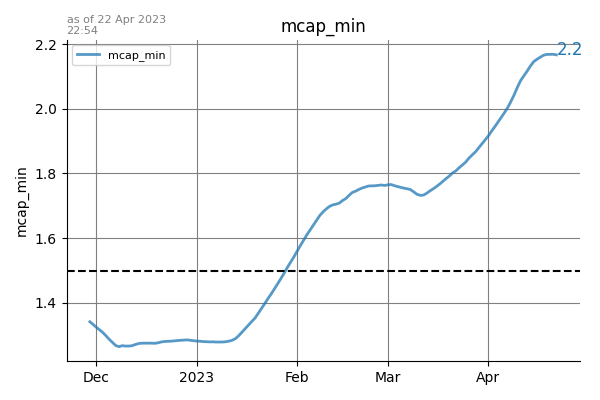 as of 22 Apr 2023
22:54
mcap_min
mcap_min
2.2
2.2
2.0
1.8
1.6
1.4
mcap_min
Dec
2023
Feb
Mar
Apr